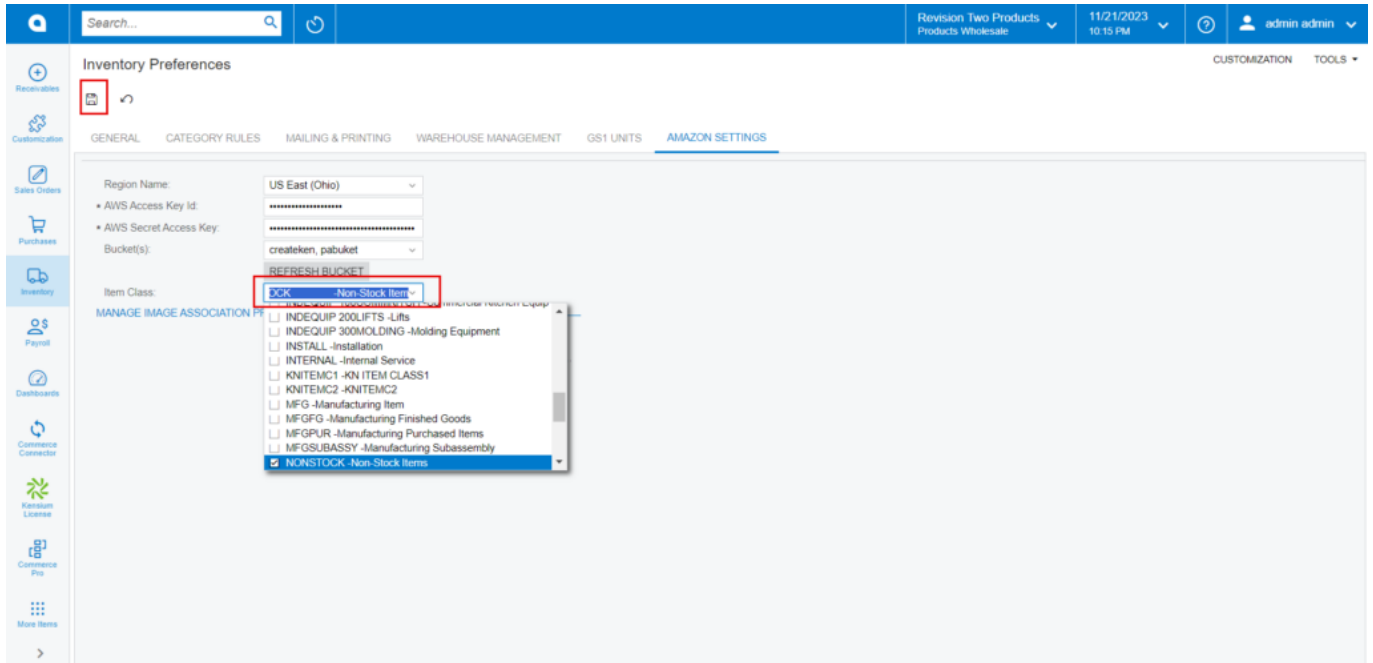 Search...
Revision Two Products
Products Wholesale
11/21/2023
10:15 PM
admin admin
Receivables
Customization
Sales Orders
Purchases
Inventory
Payroll
Dashboards
Commerce
Connector
Kensium
License
Commerce
Pro
More Items
Inventory Preferences
CUSTOMIZATION TOOLS
GENERAL CATEGORY RULES MAILING & PRINTING WAREHOUSE MANAGEMENT GS1 UNITS AMAZON SETTINGS
Region Name: US East (Ohio)
AWS Access Key Id:
AWS Secret Access Key:
Bucket(s): createken, pabuket
REFRESH BUCKET
Item Class: OCK -Non-Stock Item
MANAGE IMAGE ASSOCIATION
INDEQUIP 200LIFTS -Lifts
INDEQUIP 300MOLDING -Molding Equipment
INSTALL -Installation
INTERNAL -Internal Service
KNITEMC1 -KN ITEM CLASS1
KNITEMC2 -KNITEMC2
MFG -Manufacturing Item
MFGFG -Manufacturing Finished Goods
MFGPUR -Manufacturing Purchased Items
MFGSUBASSY -Manufacturing Subassembly
NONSTOCK -Non-Stock Items